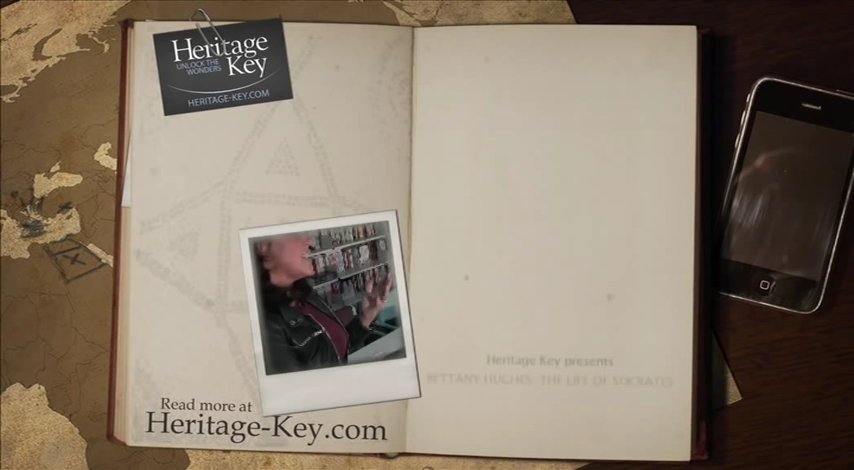 Heritage
UNLOCK THE
WONDERS
Key
HERITAGE-KEY.COM
Read more at
Heritage-Key.com
Heritage Key presents
BETTANY HUGHES: THE LIFE OF SOCRATES